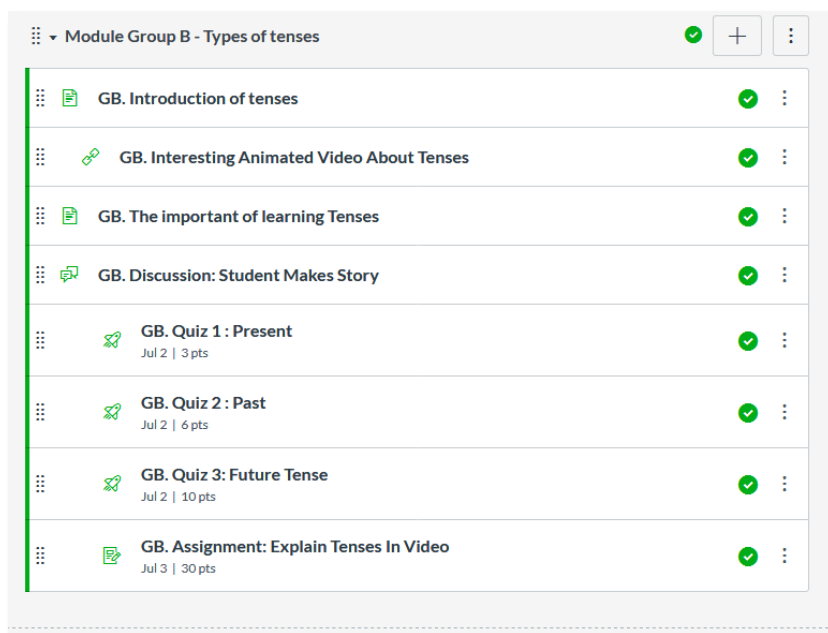 Module Group B - Types of tenses
GB. Introduction of tenses
GB. Interesting Animated Video About Tenses
GB. The important of learning Tenses
GB. Discussion: Student Makes Story
GB. Quiz 1 : Present
Jul 2 | 3 pts
GB. Quiz 2 : Past
Jul 2 | 6 pts
GB. Quiz 3: Future Tense
Jul 2 | 10 pts
GB. Assignment: Explain Tenses In Video
Jul 3 | 30 pts